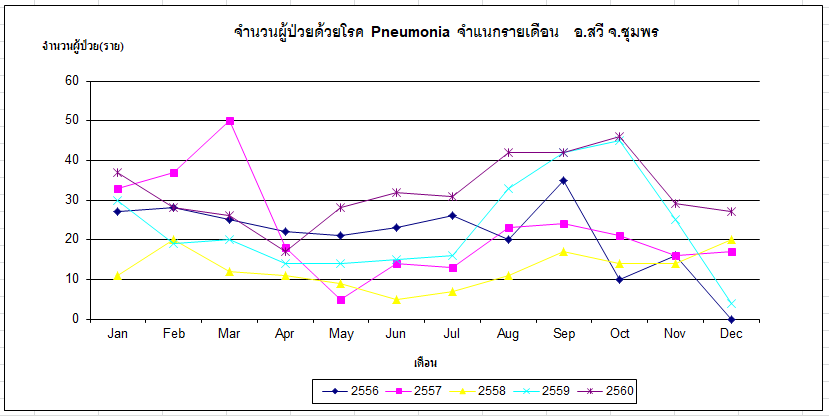 จำนวนผู้ป่วยด้วยโรค Pneumonia จำแนกรายเดือน อ.สวี จ.ชุมพร
จำนวนผู้ป่วย(ราย)
60
50
40
30
20
10
0
Jan Feb Mar Apr May Jun Jul Aug Sep Oct Nov Dec
เดือน
2556 2557 2558 2559 2560